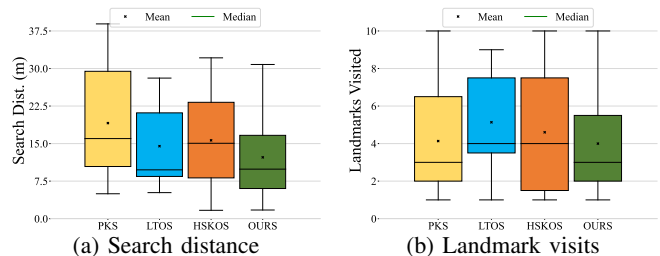 Mean Median
37.5
30.0
22.5
15.0
7.5
0.0
Search Dist. (m)
PKS LTOS HSKOS OURS
(a) Search distance
Mean Median
10
8
6
4
2
0
Landmarks Visited
PKS LTOS HSKOS OURS
(b) Landmark visits